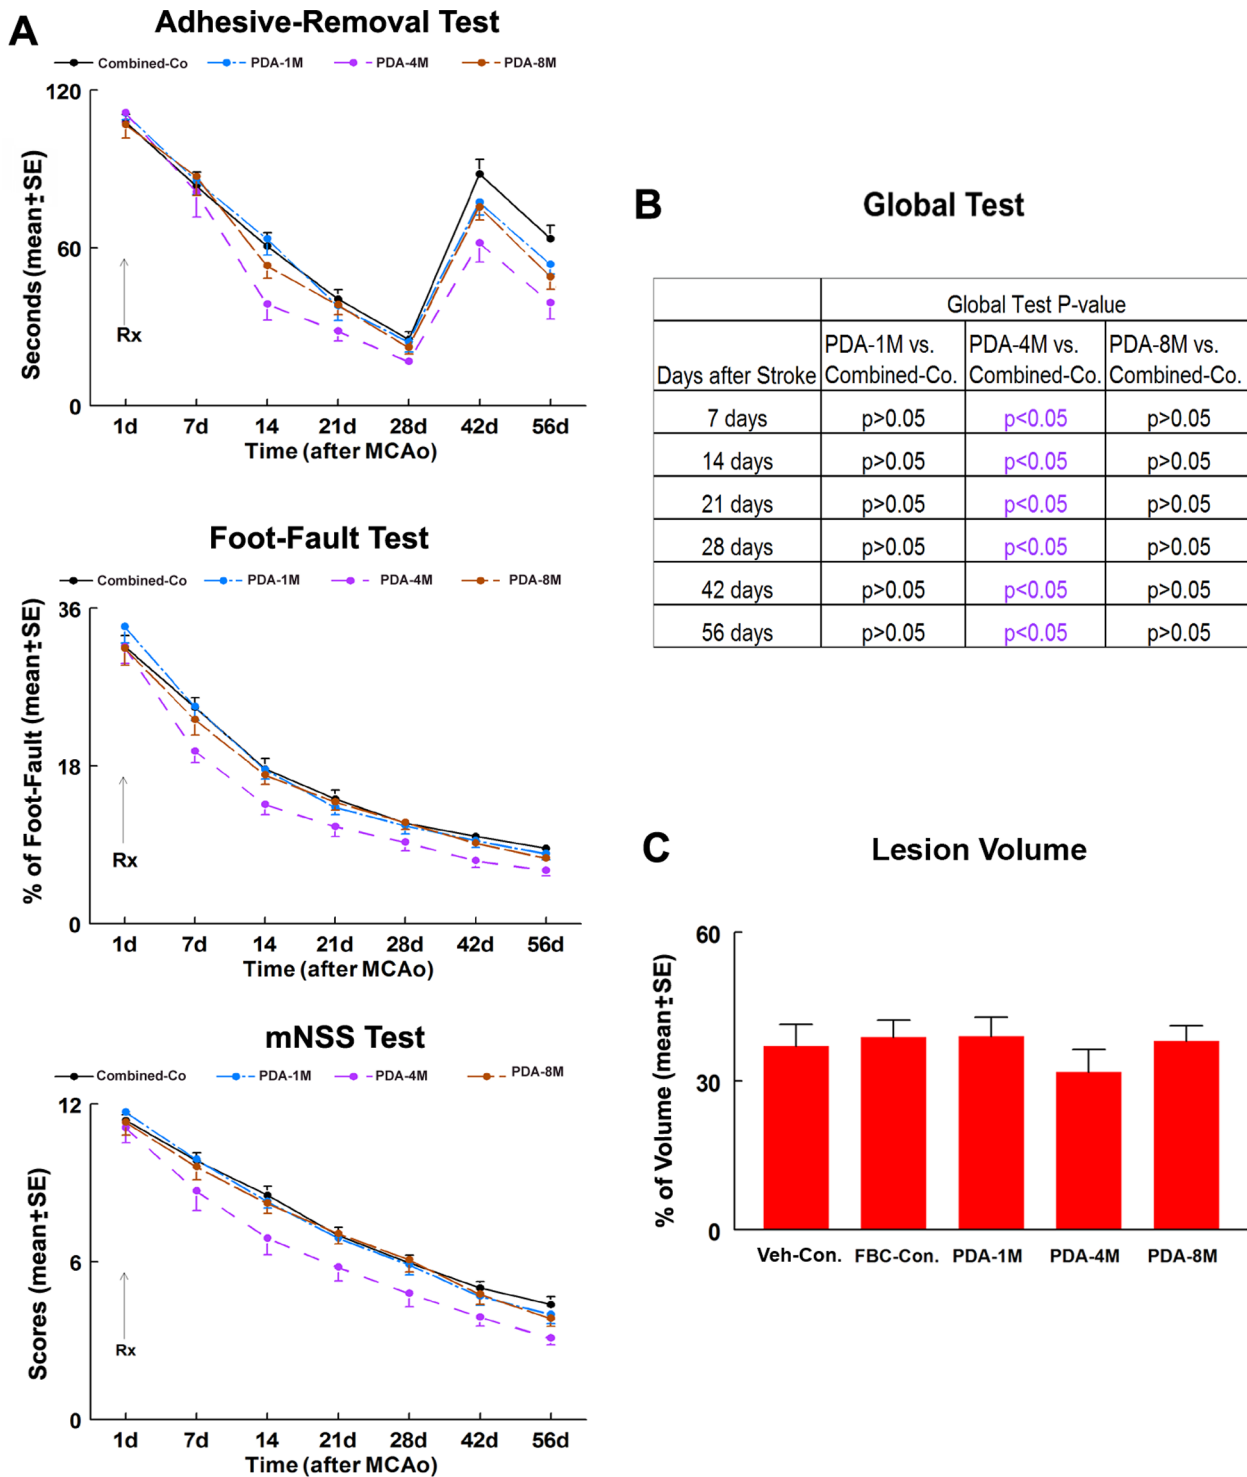 A
Adhesive-Removal Test
Combined-Co PDA-1M PDA-4M PDA-8M
Seconds (mean±SE)
120
60
0
Rx
1d 7d 14 21d 28d 42d 56d
Time (after MCAo)
Foot-Fault Test
Combined-Co PDA-1M PDA-4M PDA-8M
% of Foot-Fault (mean±SE)
36
18
0
Rx
1d 7d 14 21d 28d 42d 56d
Time (after MCAo)
mNSS Test
Combined-Co PDA-1M PDA-4M PDA-8M
Scores (mean±SE)
12
6
0
Rx
1d 7d 14 21d 28d 42d 56d
Time (after MCAo)
B
Global Test
Global Test P-value
Days after Stroke PDA-1M vs. Combined-Co. PDA-4M vs. Combined-Co. PDA-8M vs. Combined-Co.
7 days p>0.05 p<0.05 p>0.05
14 days p>0.05 p<0.05 p>0.05
21 days p>0.05 p<0.05 p>0.05
28 days p>0.05 p<0.05 p>0.05
42 days p>0.05 p<0.05 p>0.05
56 days p>0.05 p<0.05 p>0.05
C
Lesion Volume
% of Volume (mean±SE)
60
30
0
Veh-Con. FBC-Con. PDA-1M PDA-4M PDA-8M